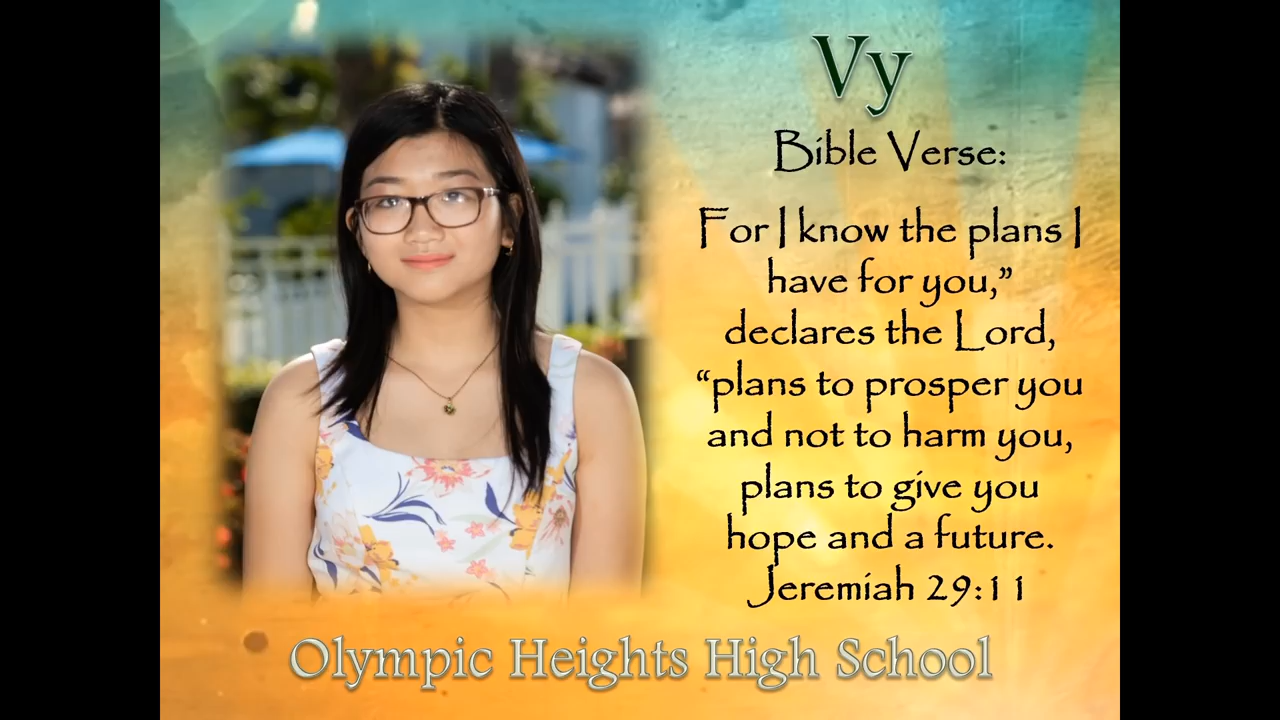 Vy
Bible Verse:
For I know the plans I
have for you,”
declares the Lord,
“plans to prosper you
and not to harm you,
plans to give you
hope and a future.
Jeremiah 29:11
Olympic Heights High School